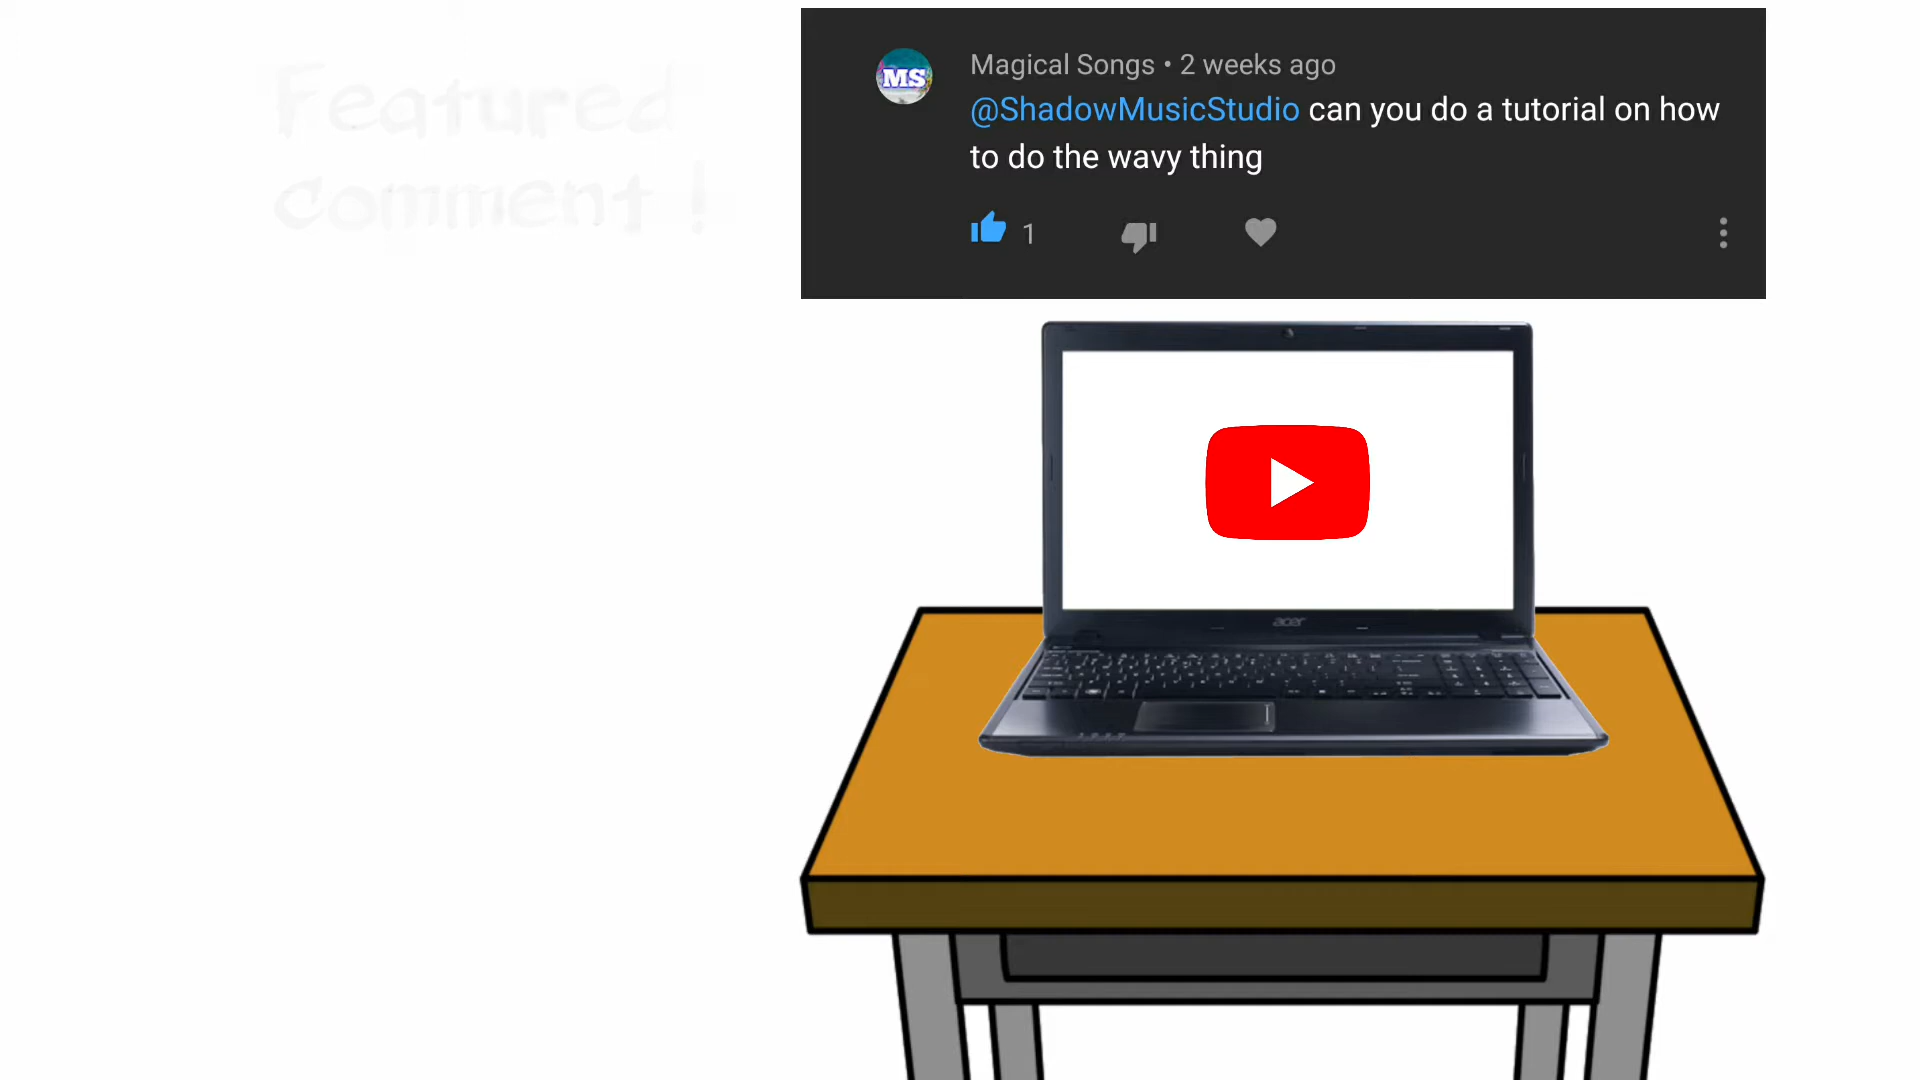 Featured
comment !
Magical Songs • 2 weeks ago
@ShadowMusicStudio can you do a tutorial on how
to do the wavy thing
1
MS
acer